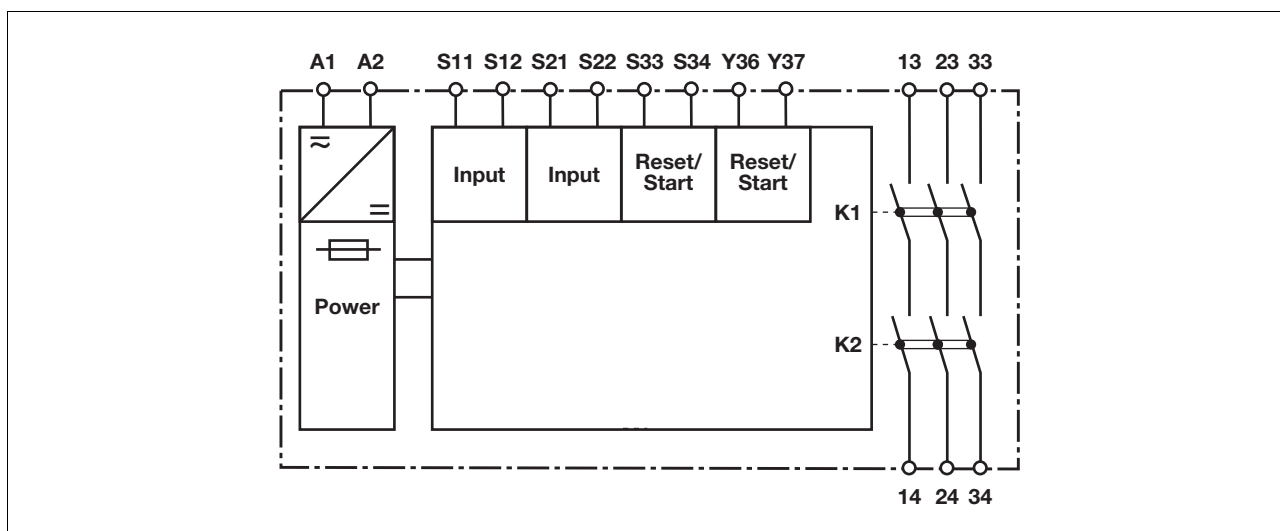 A1 A2 S11 S12 S21 S22 S33 S34 Y36 Y37 13 23 33
Input Input Reset/
Start Reset/
Start
K1
Power
K2
14 24 34